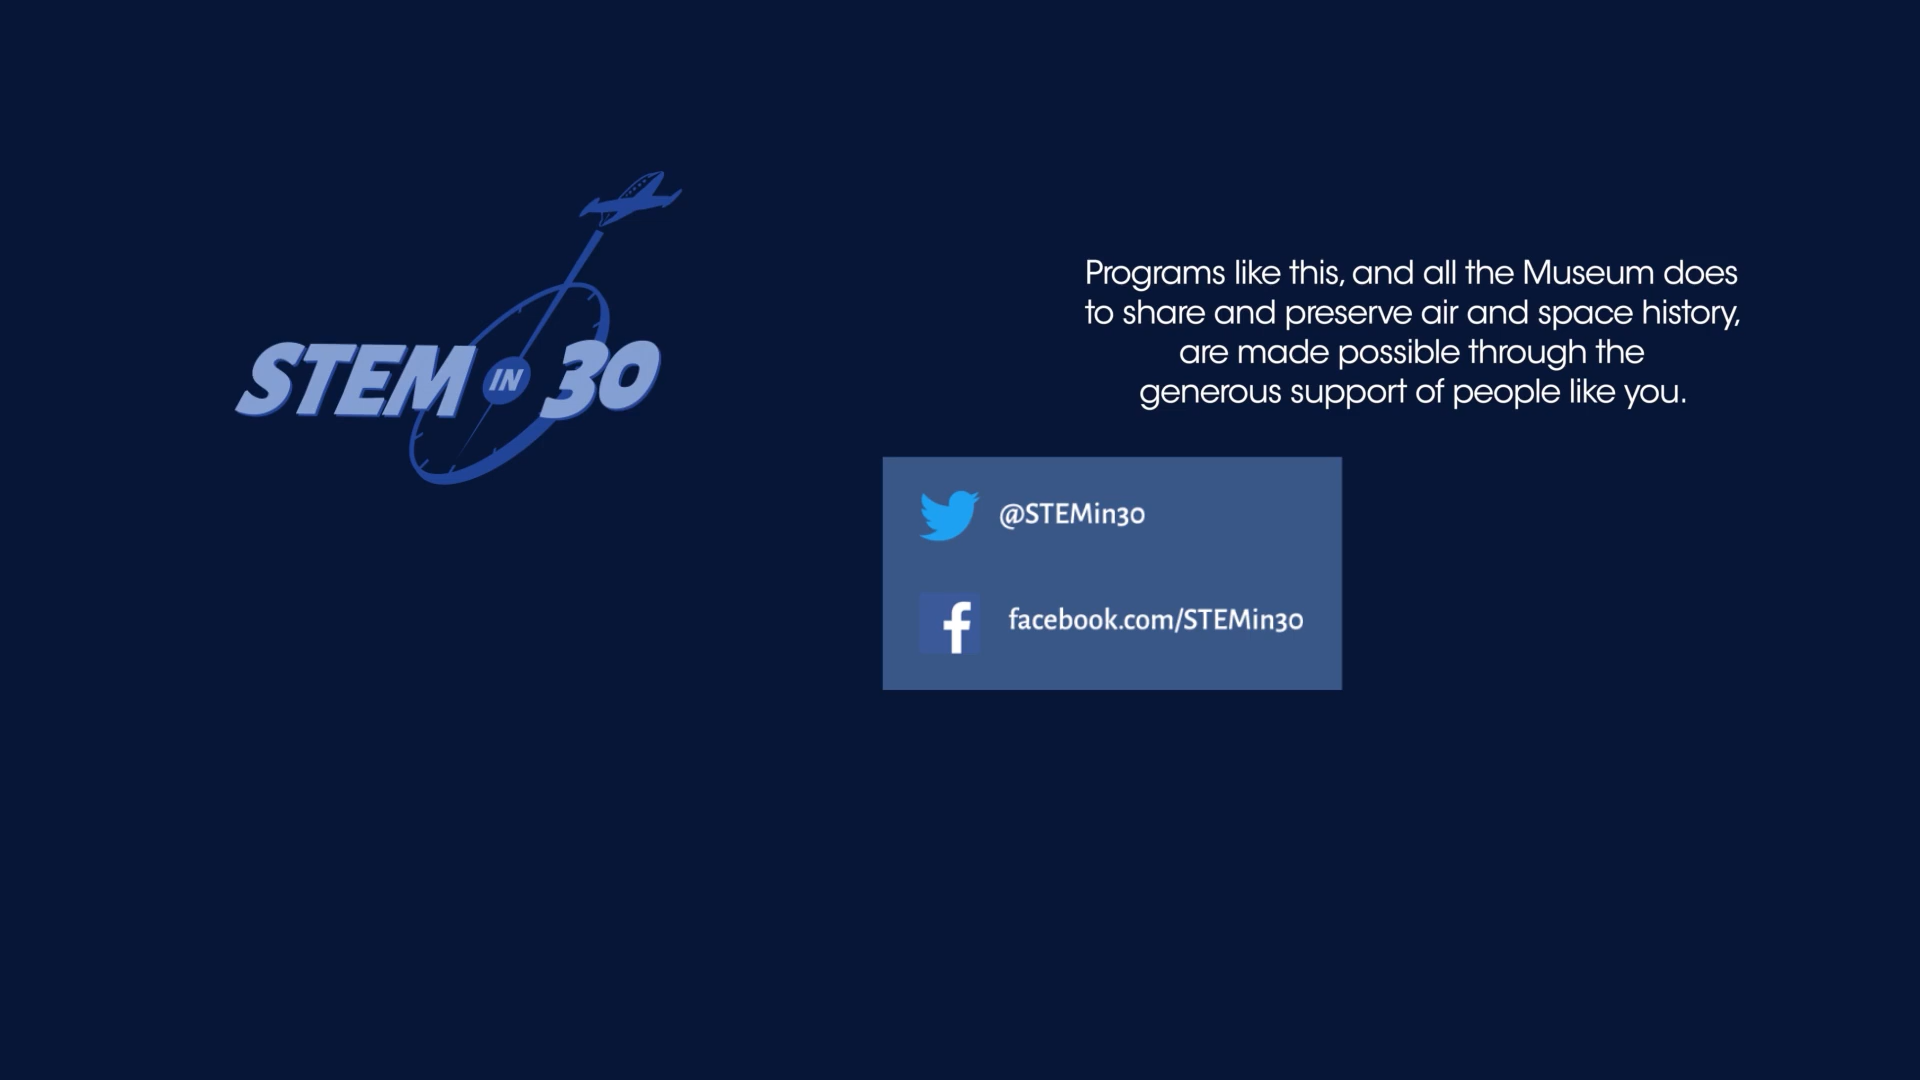 STEM IN 30
Programs like this, and all the Museum does
to share and preserve air and space history,
are made possible through the
generous support of people like you.
@STEMin30
facebook.com/STEMin30